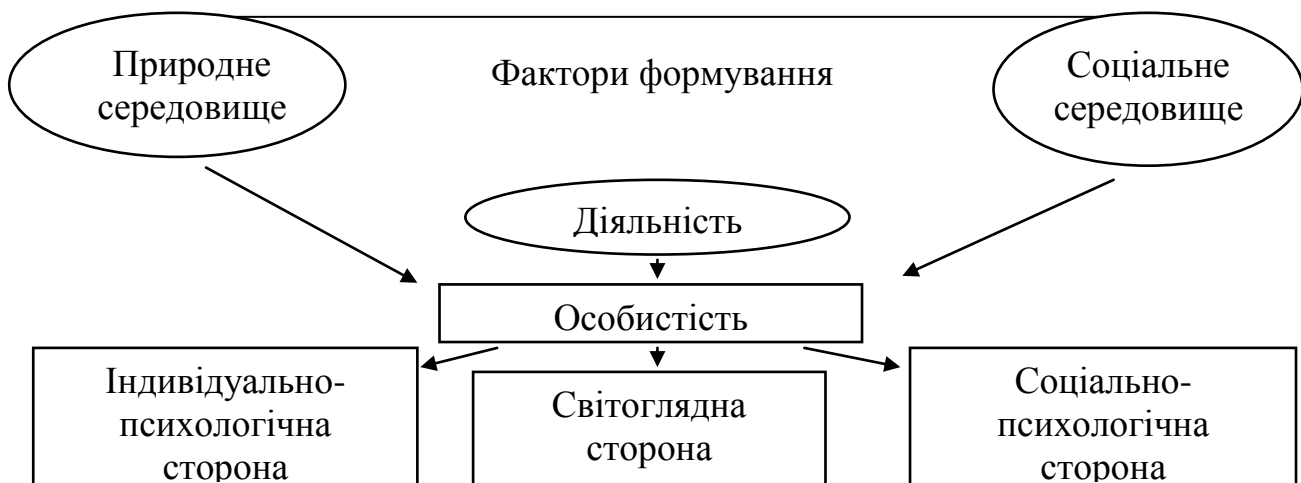 Природне
середовище
Фактори формування
Соціальне
середовище
Діяльність
Особистість
Індивідуально-
психологічна
сторона
Світоглядна
сторона
Соціально-
психологічна
сторона